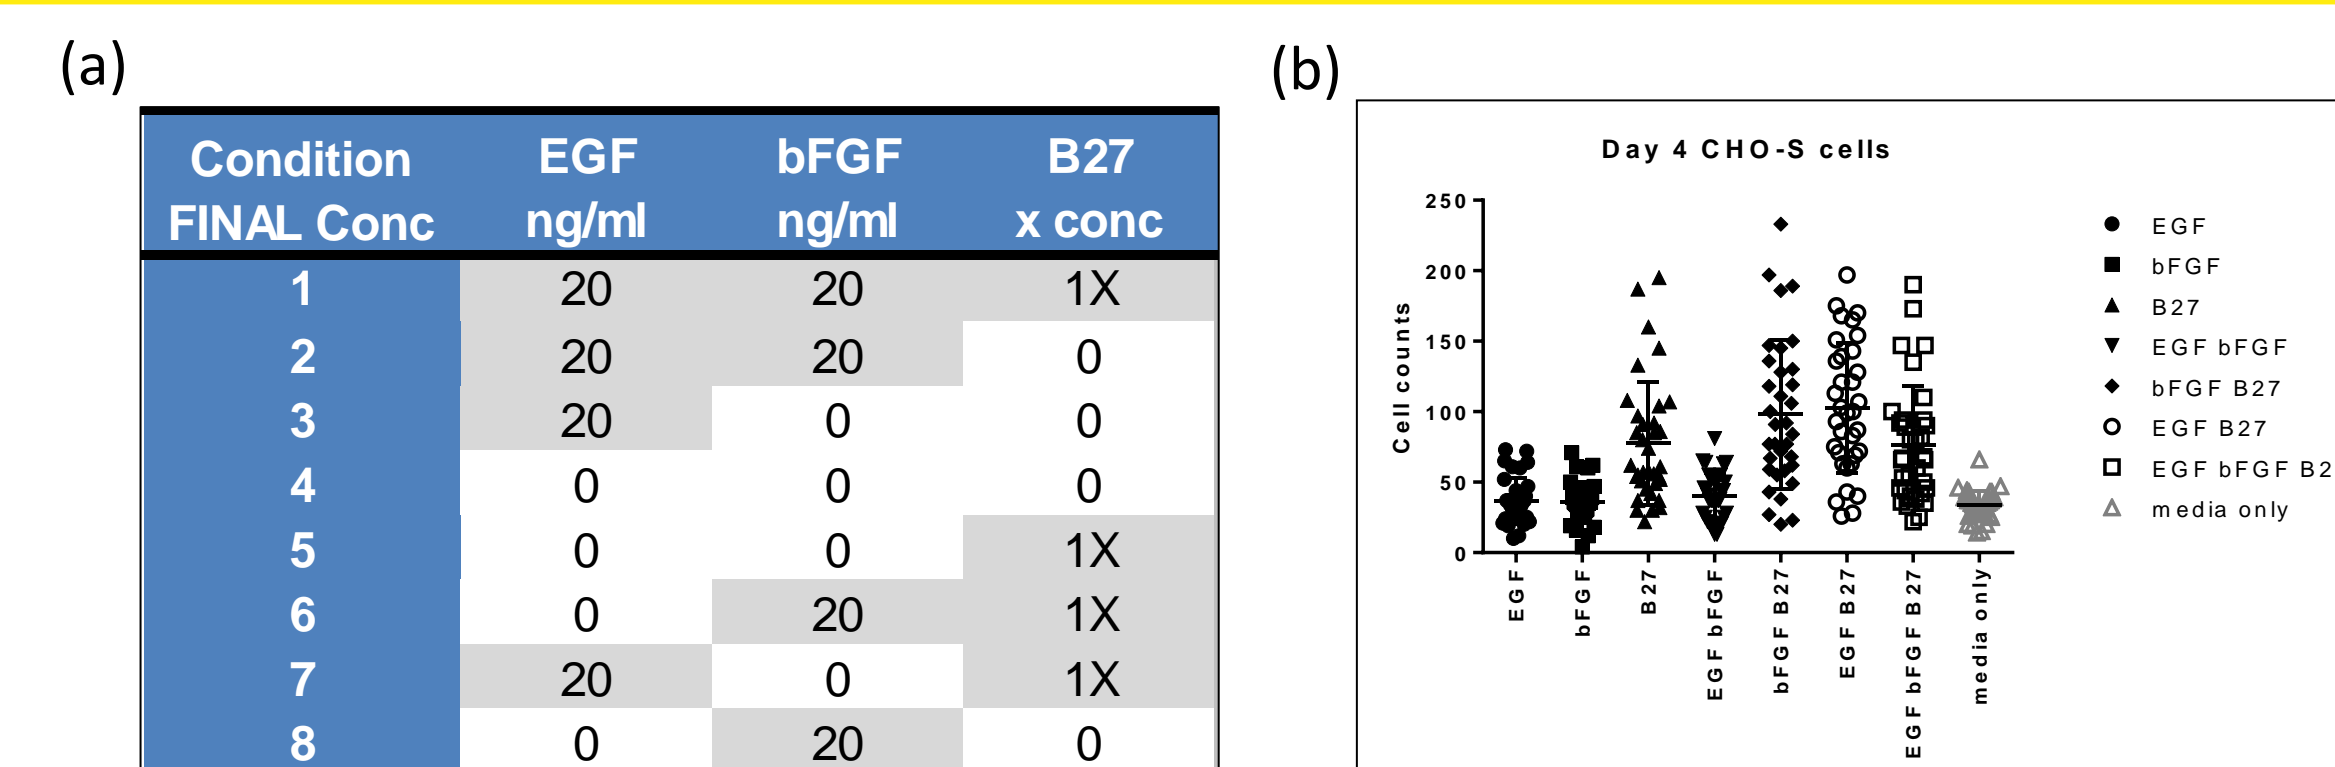 (a)
Condition EGF bFGF B27
FINAL Conc ng/ml ng/ml x conc
1 20 20 1X
2 20 20 0
3 20 0 0
4 0 0 0
5 0 0 1X
6 0 20 1X
7 20 0 1X
8 0 20 0
(b)
Day 4 CHO-S cells
Cell counts
250
200
150
100
50
0
EGF
bFGF
B27
EGF bFGF
bFGF B27
EGF B27
EGF bFGF B27
media only
EGF
bFGF
B27
EGF bFGF
bFGF B27
EGF B27
EGF bFGF B2
media only